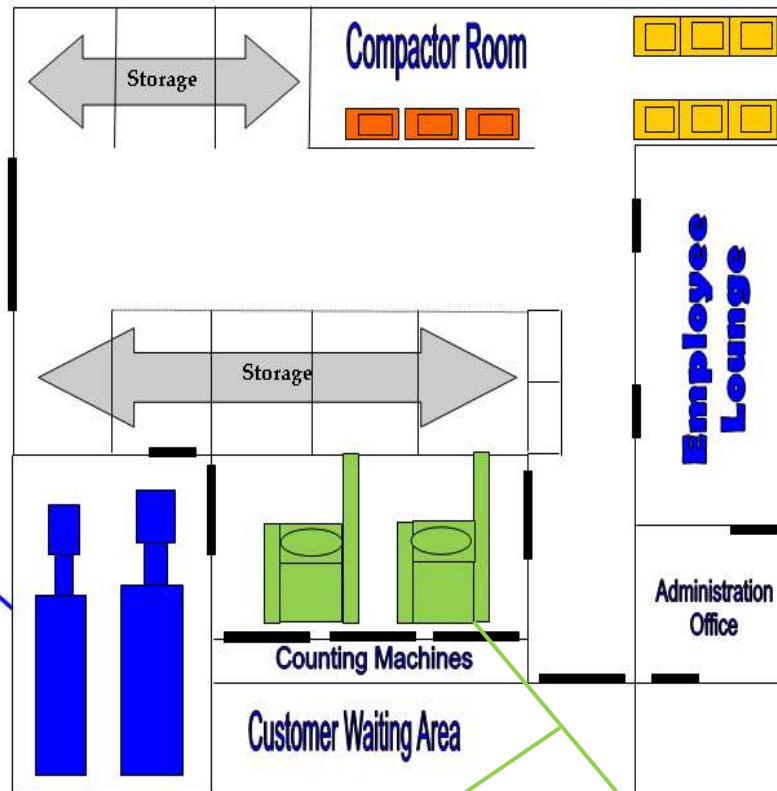 Compactor Room
Storage
Employee
Lounge
Storage
Administration
Office
Counting Machines
Customer Waiting Area